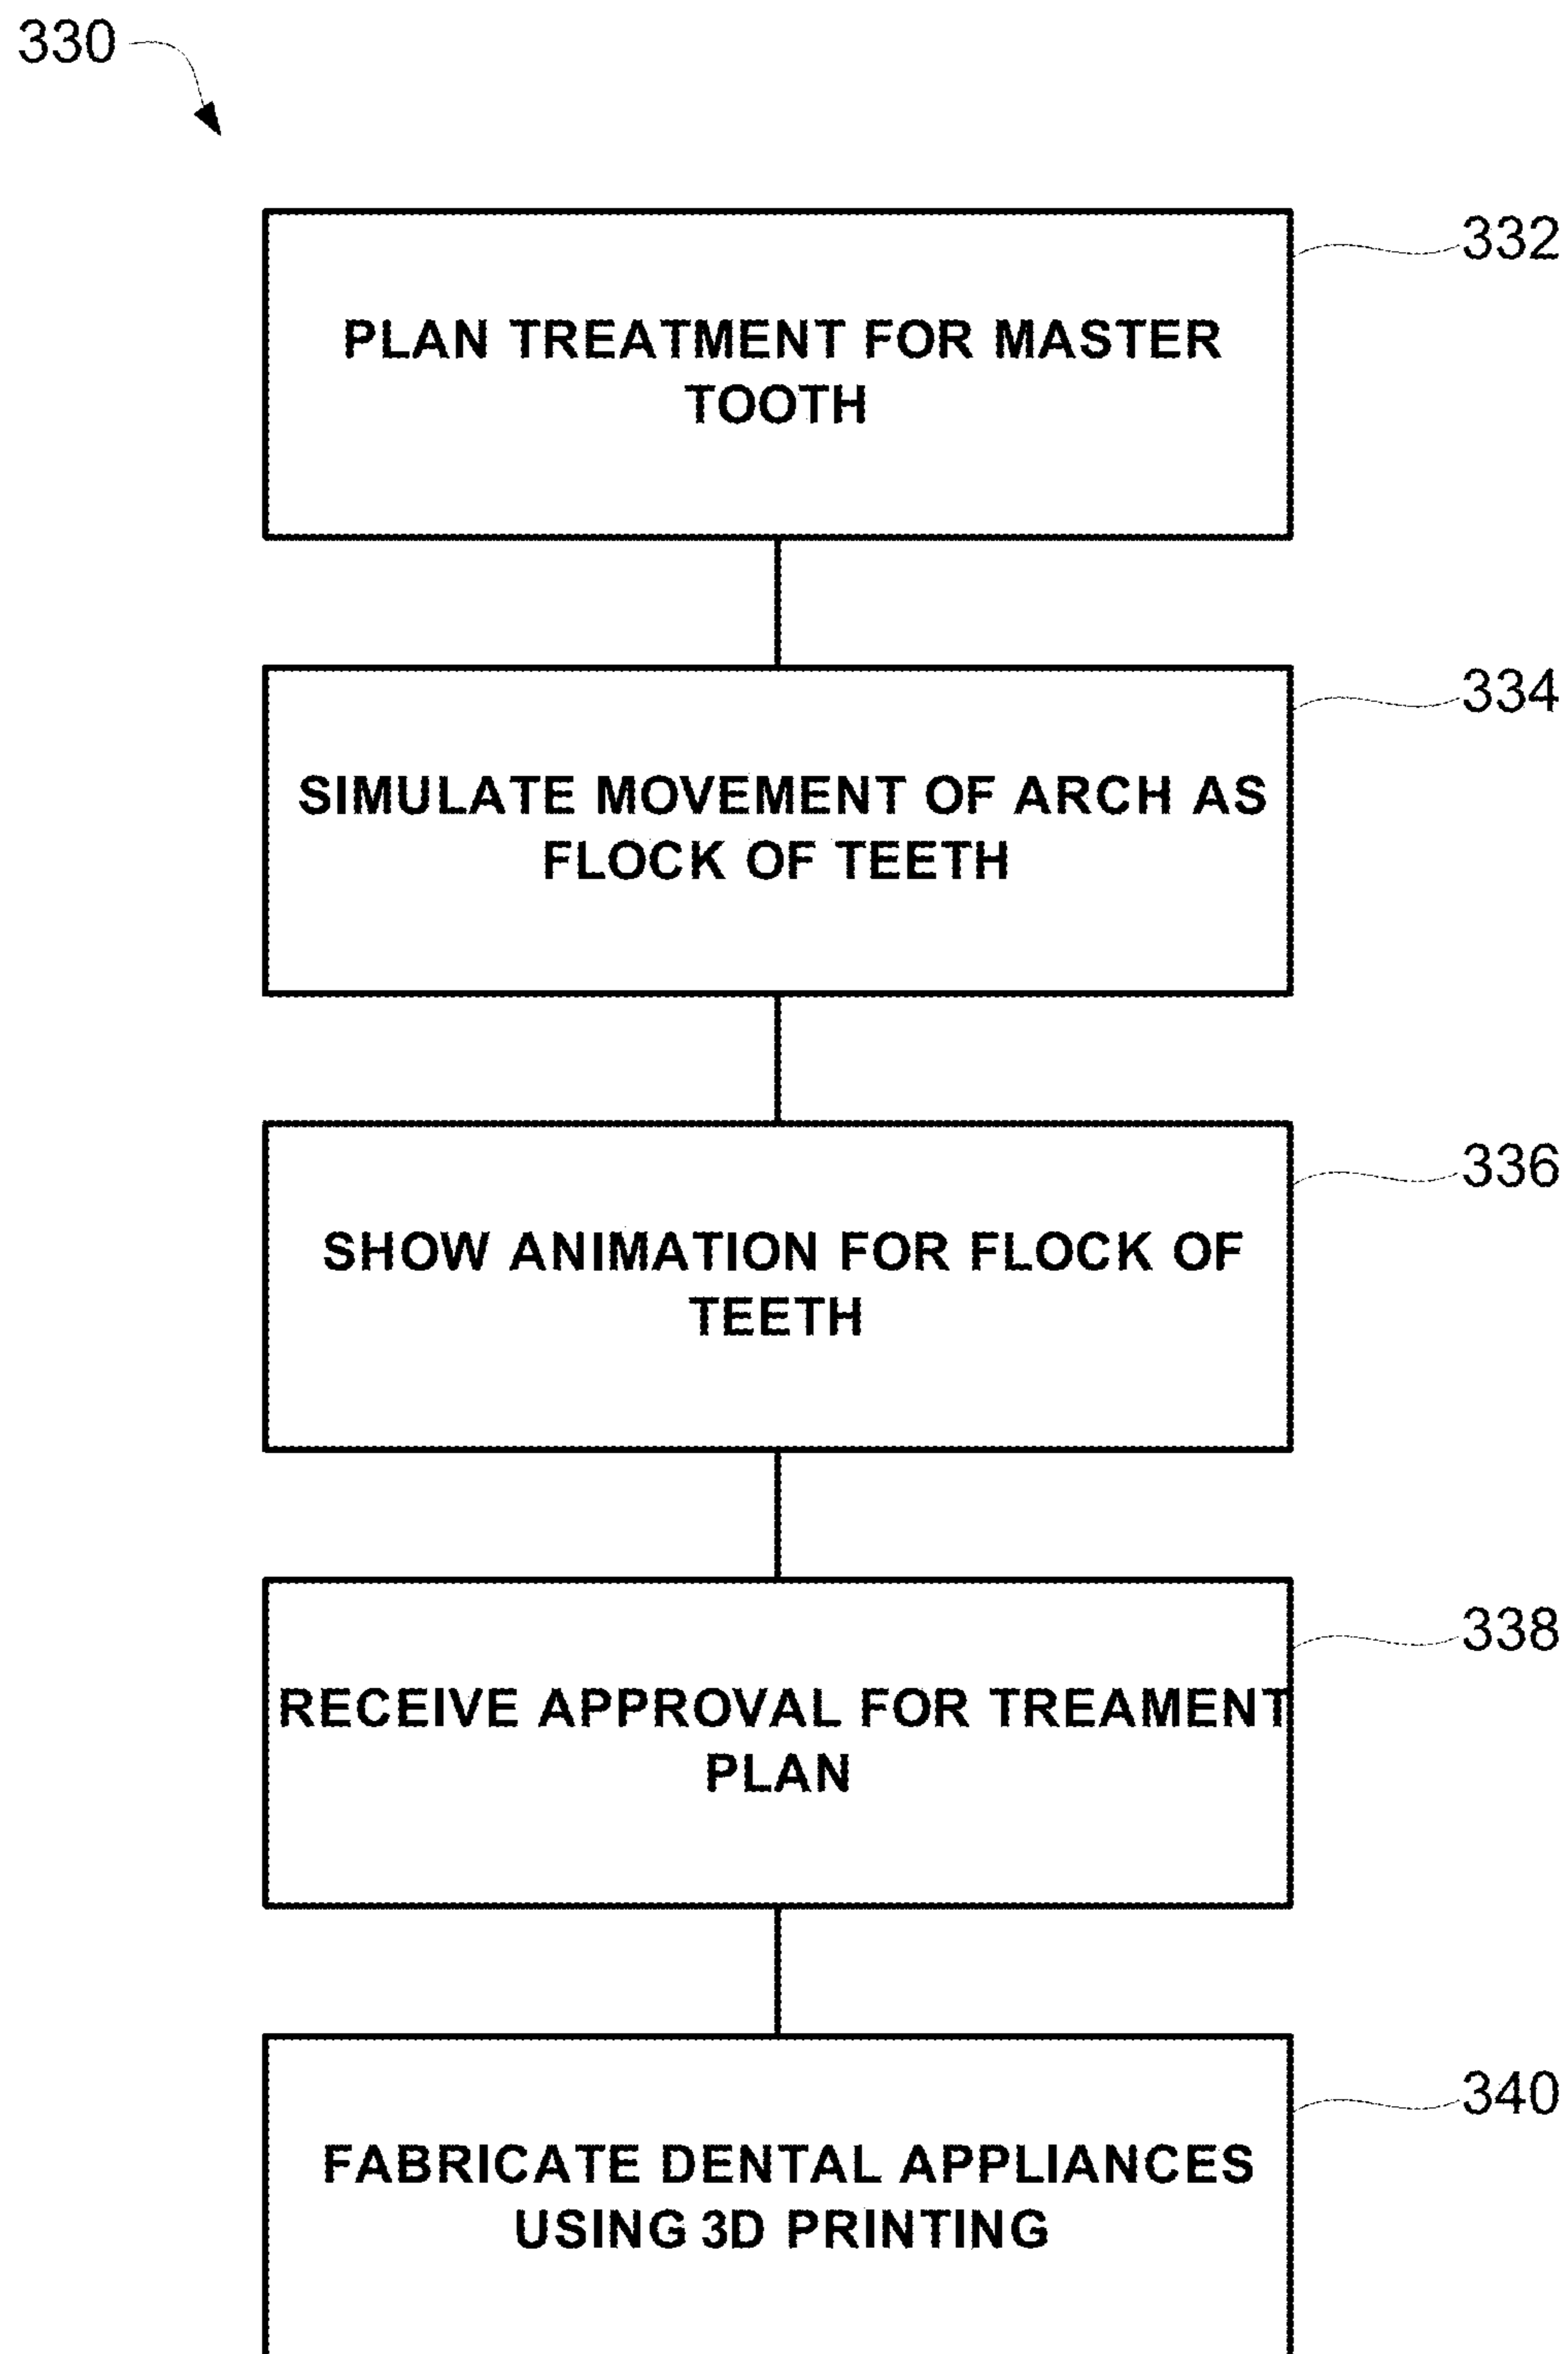 330
332
PLAN TREATMENT FOR MASTER
TOOTH
334
SIMULATE MOVEMENT OF ARCH AS
FLOCK OF TEETH
336
SHOW ANIMATION FOR FLOCK OF
TEETH
338
RECEIVE APPROVAL FOR TREAMENT
PLAN
340
FABRICATE DENTAL APPLIANCES
USING 3D PRINTING